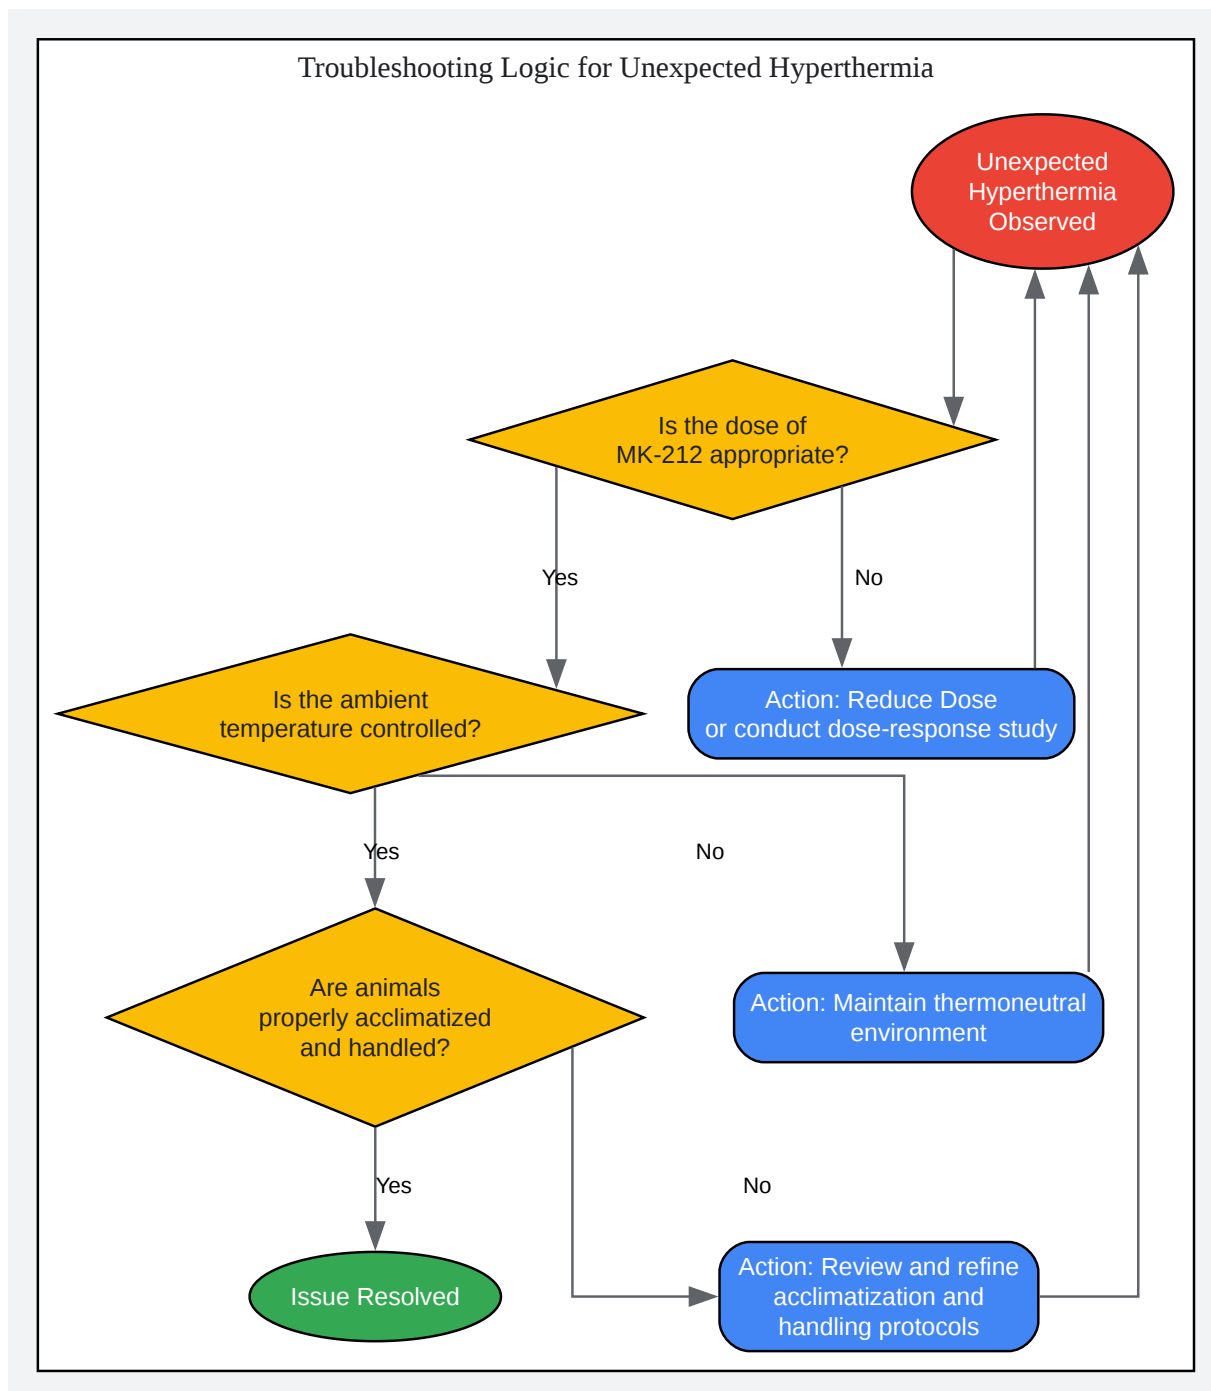 Troubleshooting Logic for Unexpected Hyperthermia
Unexpected
Hyperthermia
Observed
Is the dose of
MK-212 appropriate?
Yes
No
Is the ambient
temperature controlled?
Action: Reduce Dose
or conduct dose-response study
Yes
No
Are animals
properly acclimatized
and handled?
Action: Maintain thermoneutral
environment
Yes
No
Issue Resolved
Action: Review and refine
acclimatization and
handling protocols